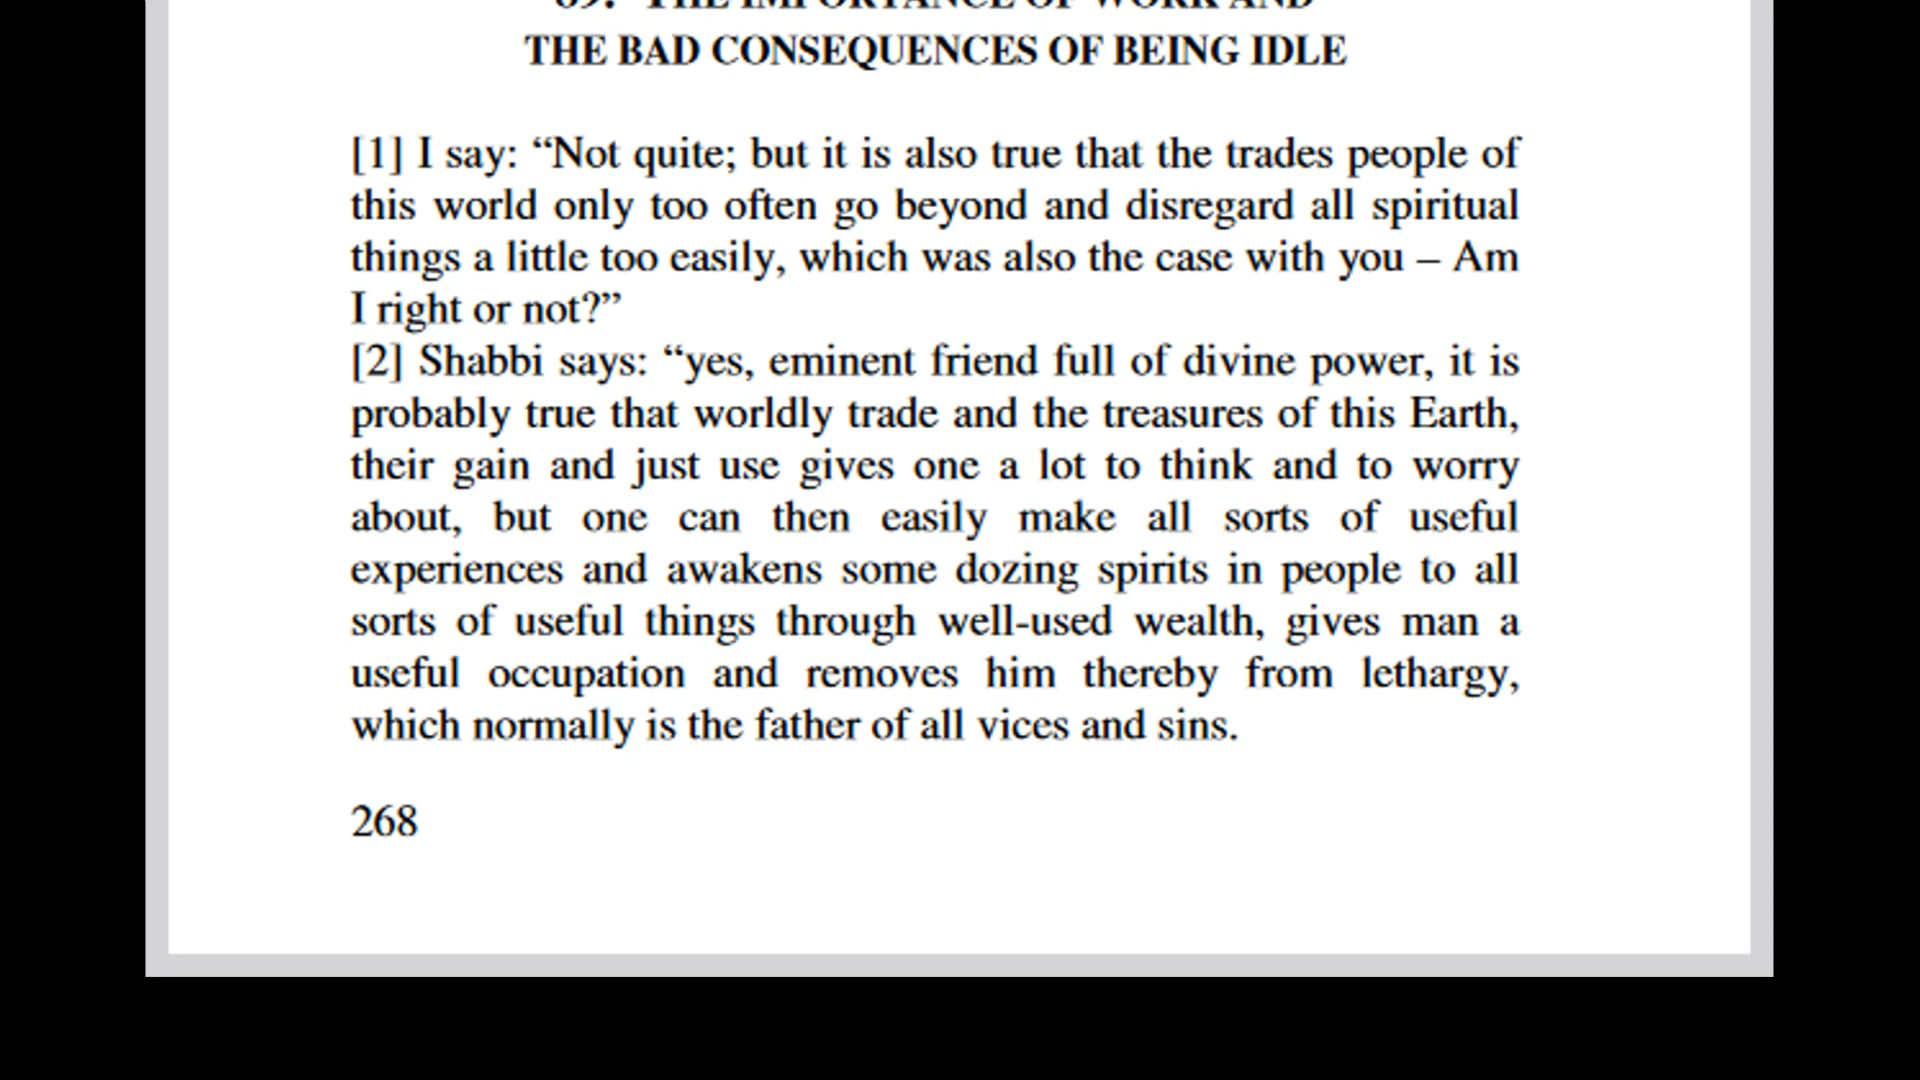 89. THE IMPORTANCE OF WORK AND
THE BAD CONSEQUENCES OF BEING IDLE
[1] I say: “Not quite; but it is also true that the trades people of
this world only too often go beyond and disregard all spiritual
things a little too easily, which was also the case with you – Am
I right or not?”
[2] Shabbi says: “yes, eminent friend full of divine power, it is
probably true that worldly trade and the treasures of this Earth,
their gain and just use gives one a lot to think and to worry
about, but one can then easily make all sorts of useful
experiences and awakens some dozing spirits in people to all
sorts of useful things through well-used wealth, gives man a
useful occupation and removes him thereby from lethargy,
which normally is the father of all vices and sins.
268